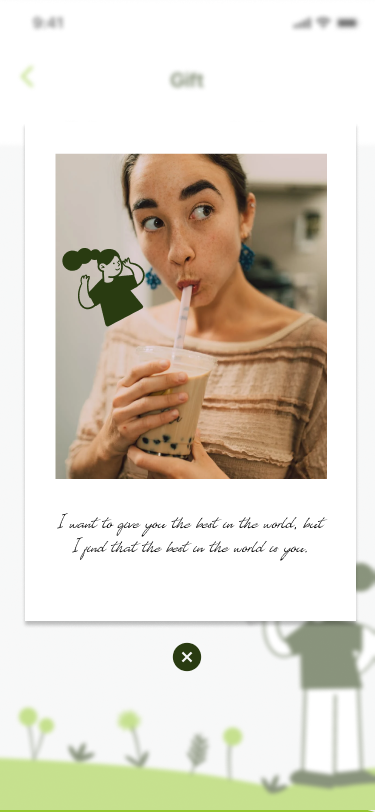 9:41
Gift
I want to give you the best in the world, but
I find that the best in the world is you.